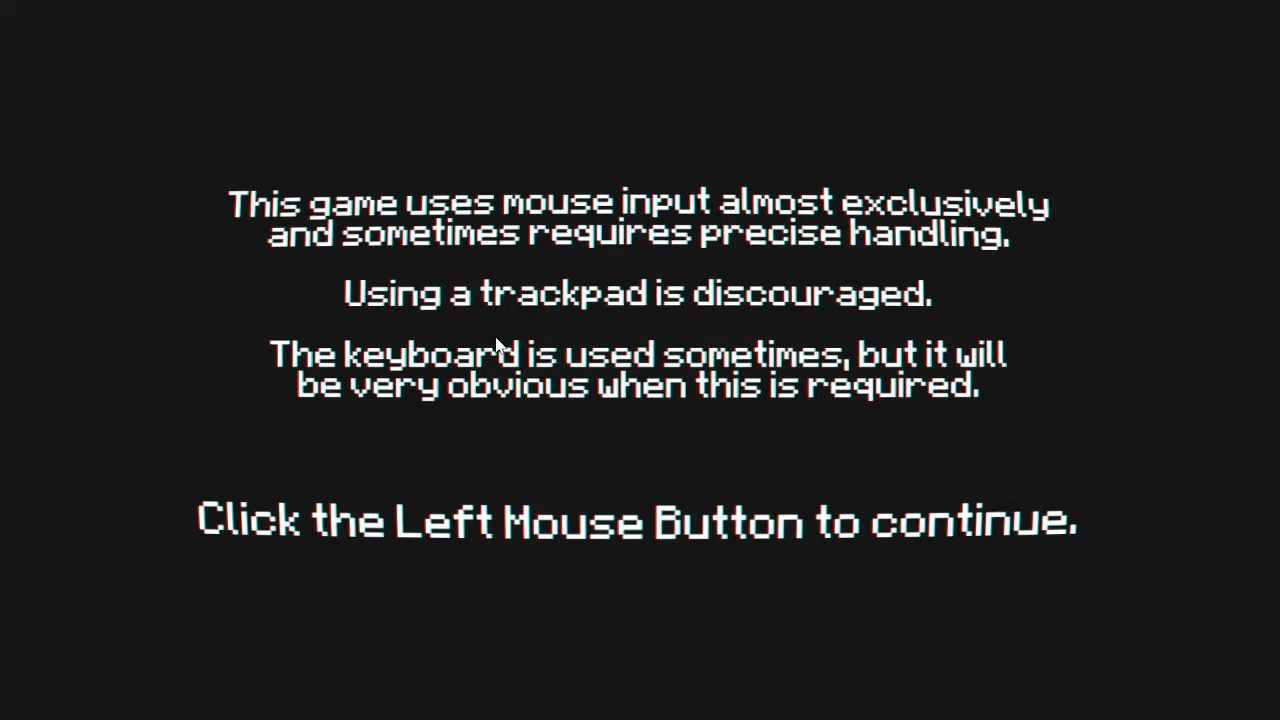 This game uses mouse input almost exclusively
and sometimes requires precise handling.
Using a trackpad is discouraged.
The keyboard is used sometimes, but it will
be very obvious when this is required.
Click the Left Mouse Button to continue.